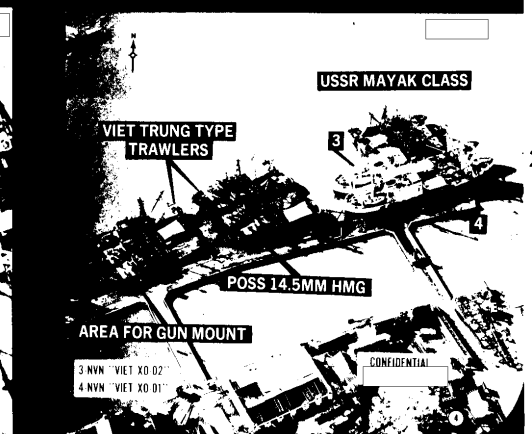 N
USSR MAYAK CLASS
3
VIET TRUNG TYPE
TRAWLERS
4
POSS 14.5MM HMG
AREA FOR GUN MOUNT
3-NVN "VIET XO-02"
4-NVN "VIET XO-01"
CONFIDENTIAL
4